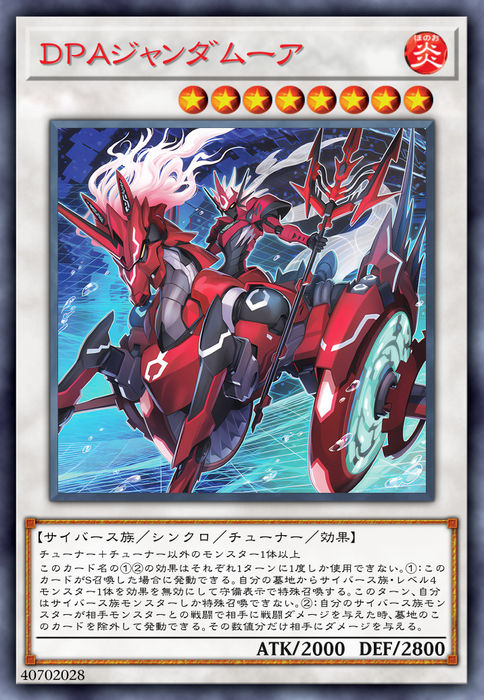 DPAジャンダムーア
ほのお
炎
【サイバース族／シンクロ／チューナー／効果】
チューナー＋チューナー以外のモンスター1体以上
このカード名の①②の効果はそれぞれ1ターンに1度しか使用できない。①：こ
のカードがS召喚した場合に発動できる。自分の墓地からサイバース族・レベル4
モンスター1体を効果を無効にして守備表示で特殊召喚する。このターン、自分
はサイバース族モンスターしか特殊召喚できない。②：自分のサイバース族モンス
ターが相手モンスターとの戦闘で相手に戦闘ダメージを与えた時、墓地のこ
のカードを除外して発動できる。その数値分だけ相手にダメージを与える。
ATK/2000 DEF/2800
40702028